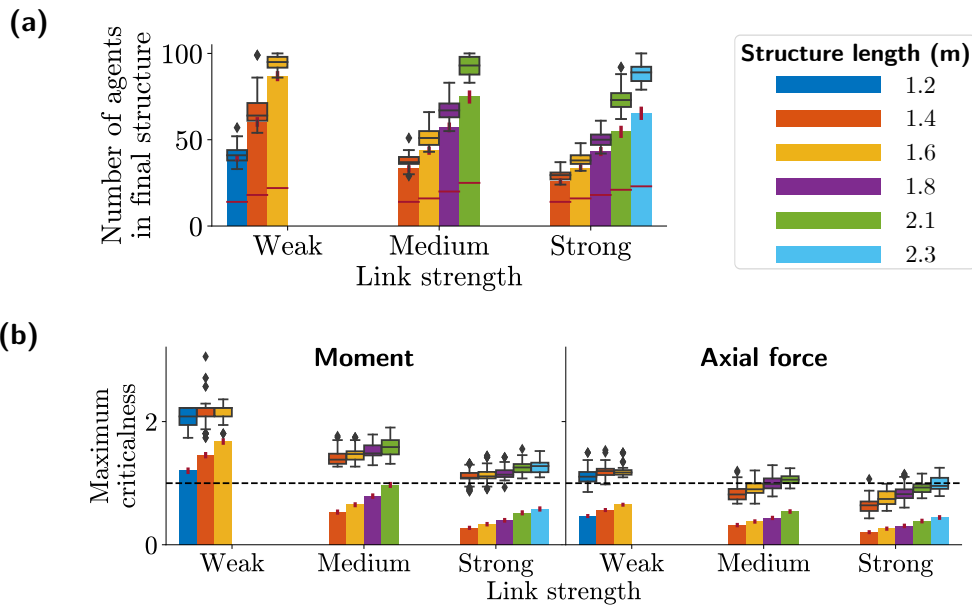 (a)
Number of agents
in final structure
100
50
0
Weak
Medium
Strong
Link strength
Structure length (m)
1.2
1.4
1.6
1.8
2.1
2.3
(b)
Maximum
criticalness
2
1
0
Moment
Axial force
Weak
Medium
Strong
Weak
Medium
Strong
Link strength